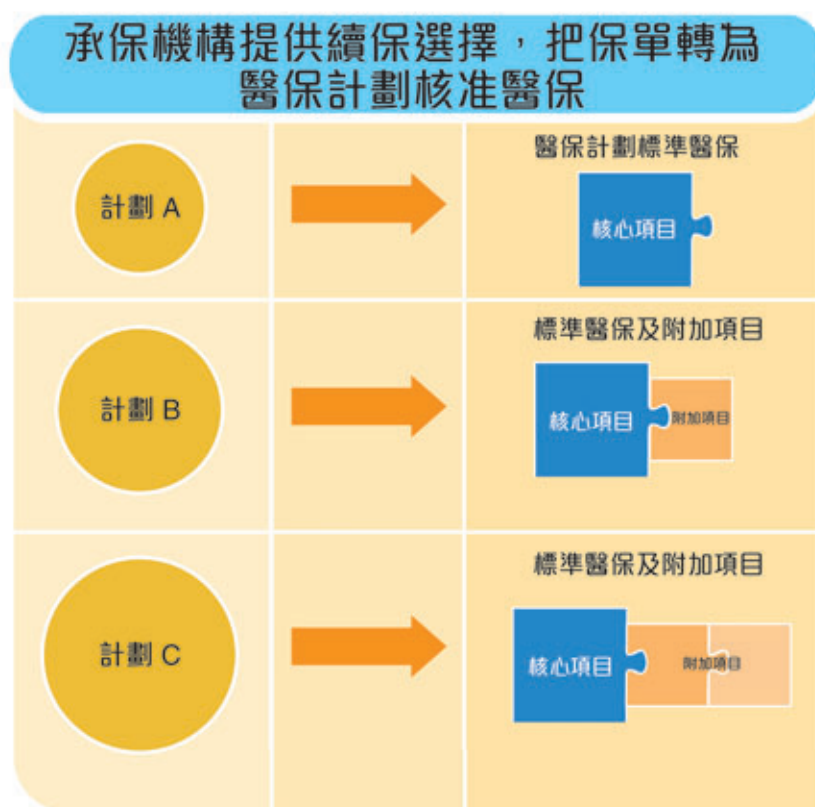 承保機構提供續保選擇，把保單轉為
醫保計劃核准醫保
計劃 A
醫保計劃標準醫保
核心項目
計劃 B
標準醫保及附加項目
核心項目
附加項目
計劃 C
標準醫保及附加項目
核心項目
附加項目